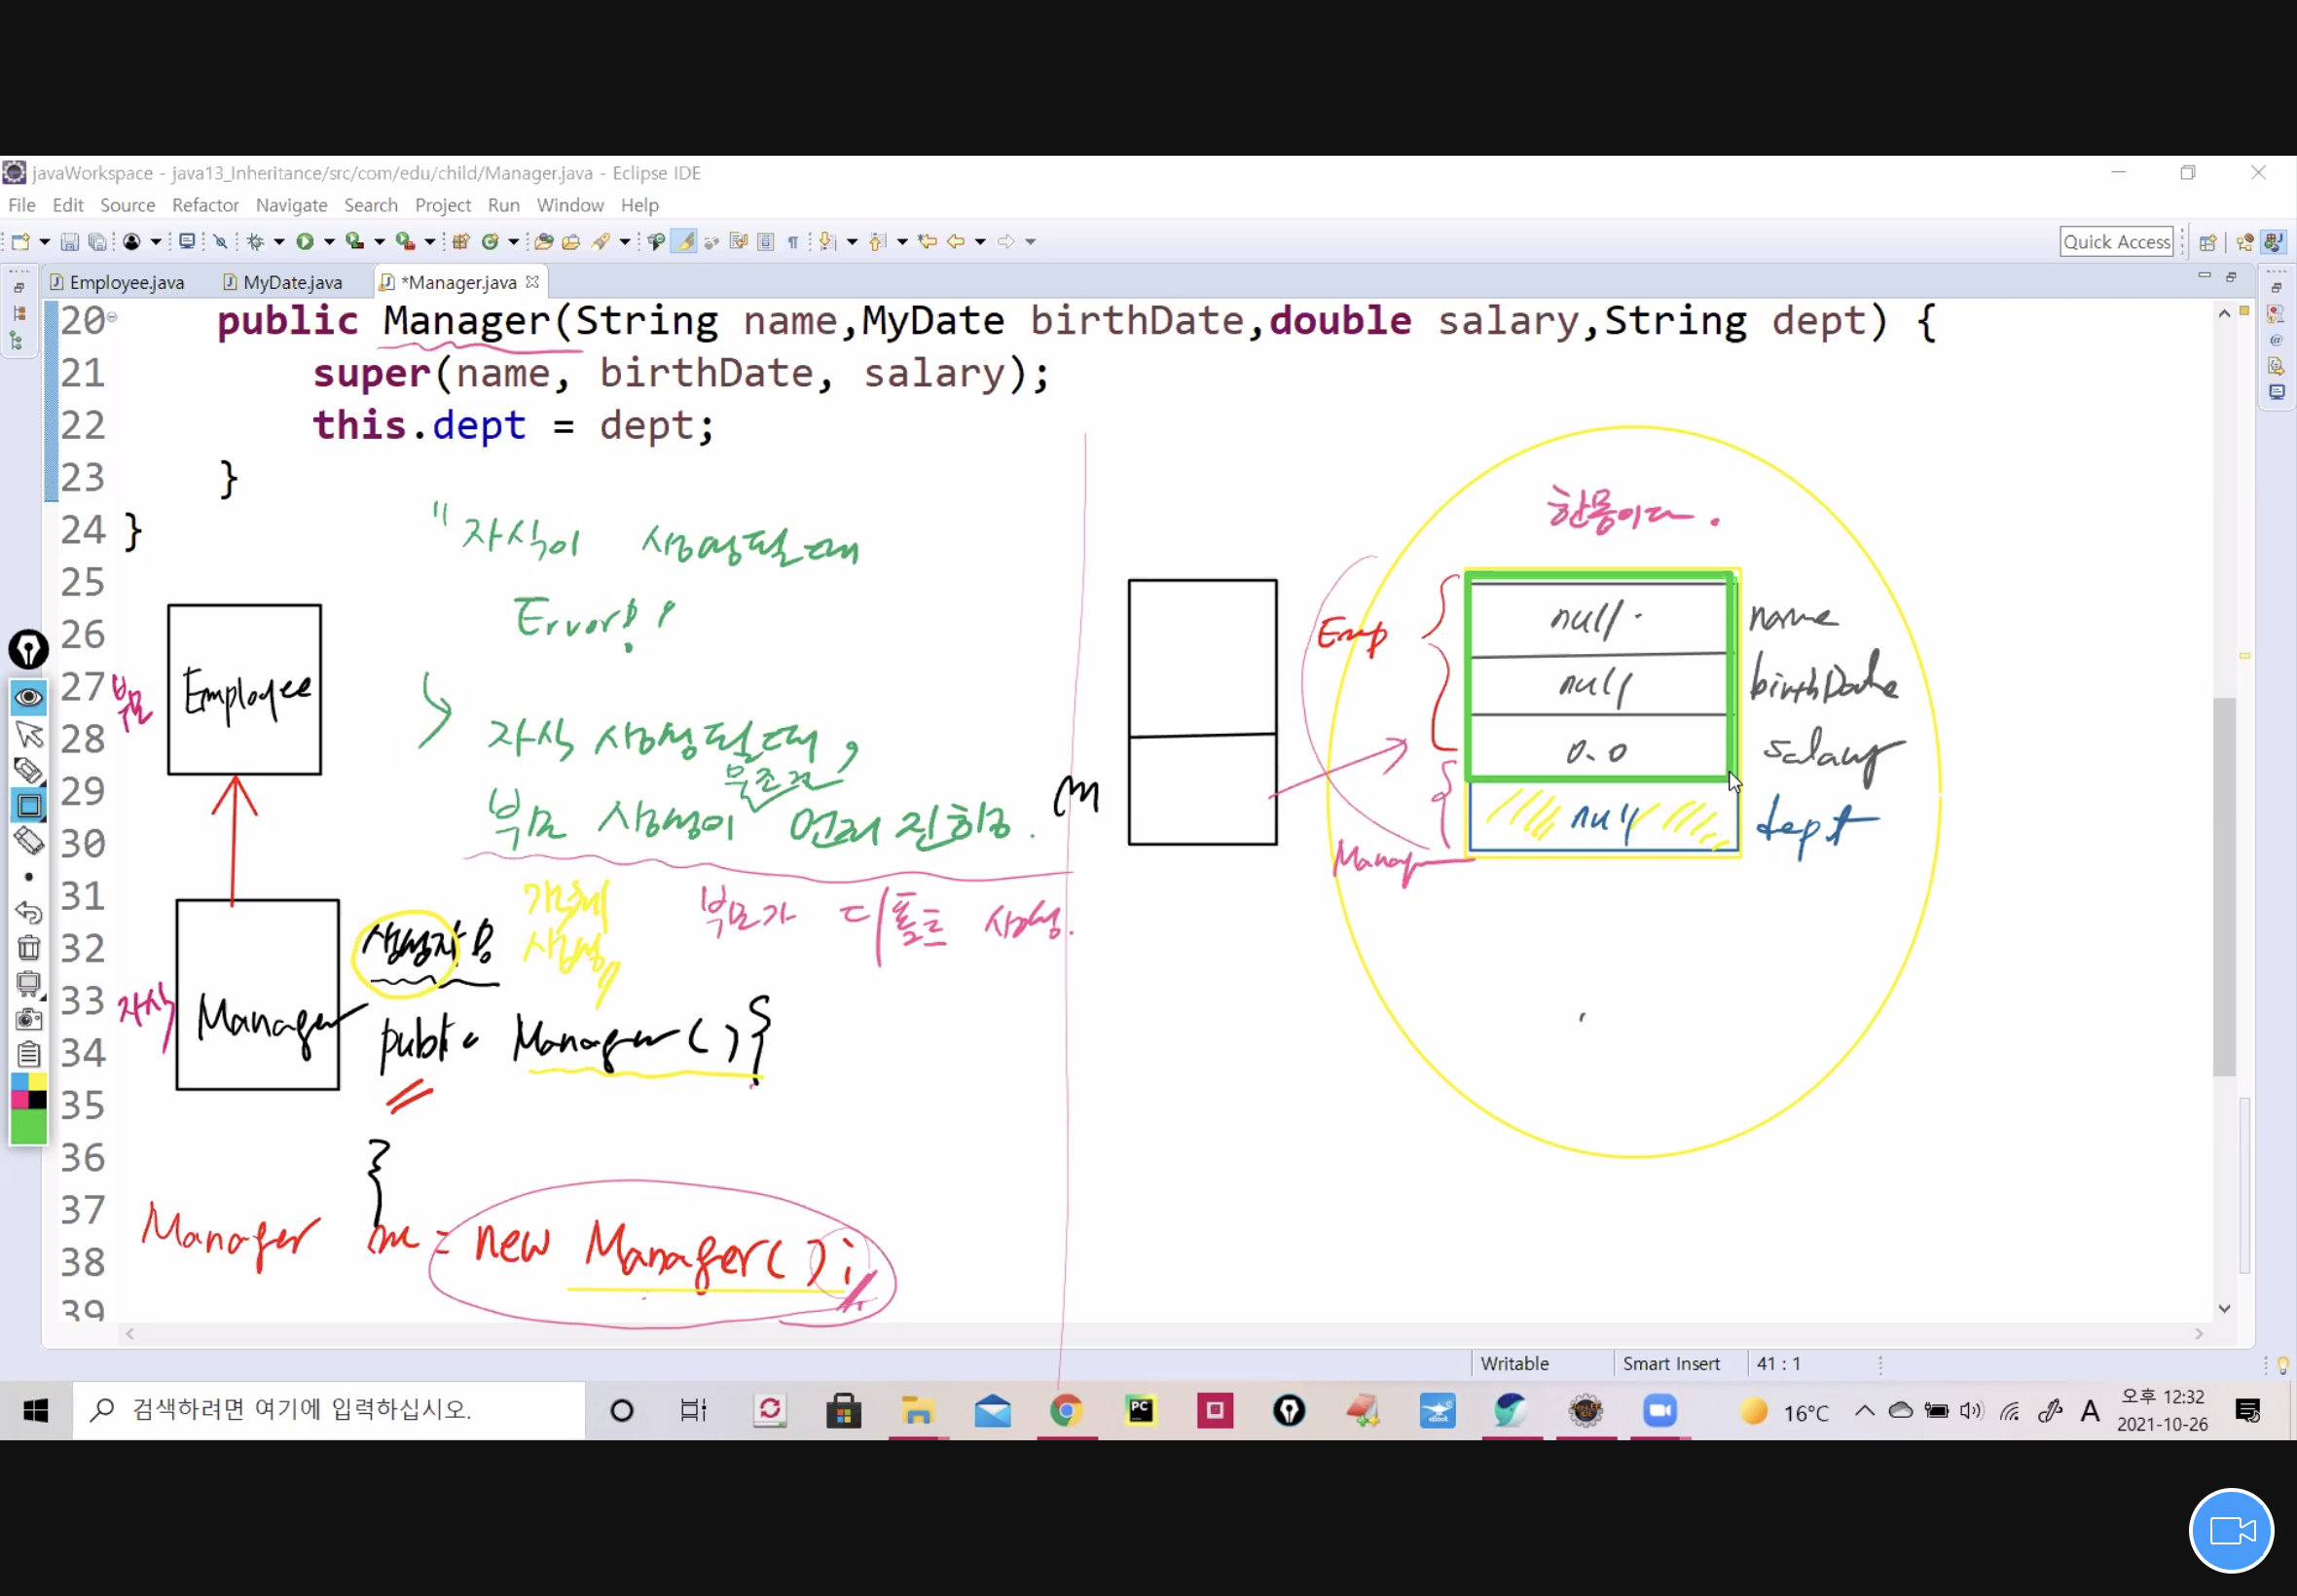 javaWorkspace - java13_Inheritance/src/com/edu/child/Manager.java - Eclipse IDE
File Edit Source Refactor Navigate Search Project Run Window Help
Quick Access
Employee.java MyDate.java *Manager.java
20 public Manager(String name,MyDate birthDate,double salary,String dept) {
21 super(name, birthDate, salary);
22 this.dept = dept;
23 }
24 }
25
26
27
28
29
30
31
32
33
34
35
36
37
38
39
"자식이 생성될때
Error!!
자식 생성될때,
무조건
부모 생성이 먼저 진행됨.
부모가 디폴트 생성.
부모
Employee
자식
Manager
생성자용
객체
생성
public Manager(){
}
Manager m = new Manager();
한몸이다.
m
Emp
Manag
null name
null birthDate
0.0 salary
null dept
Writable Smart Insert 41 : 1
검색하려면 여기에 입력하십시오.
PC
16°C
A
오후 12:32
2021-10-26